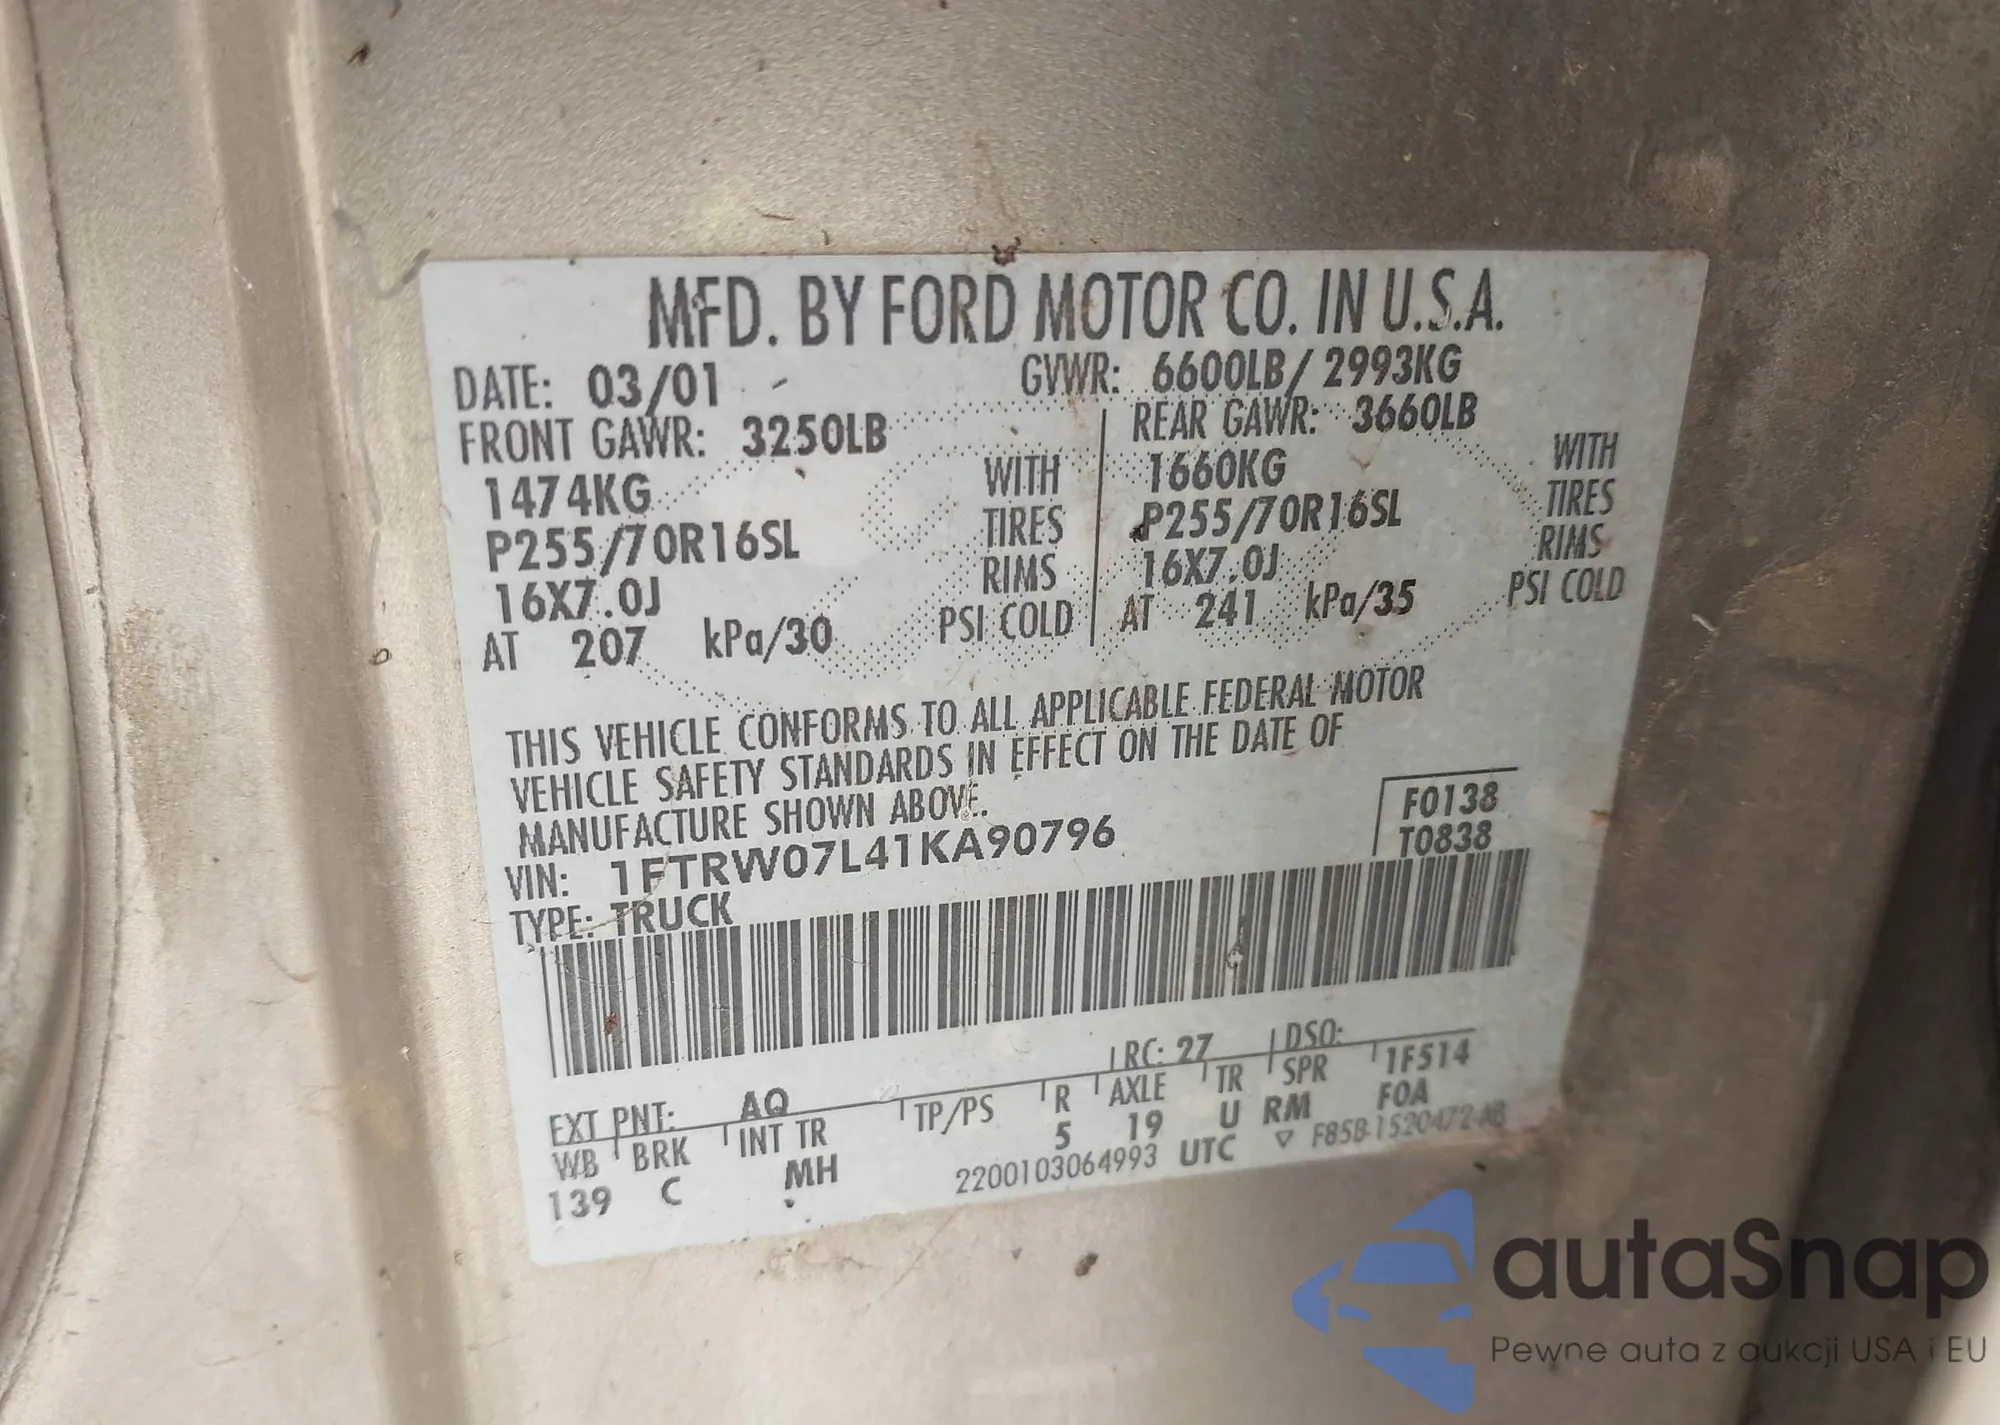 MFD. BY FORD MOTOR CO. IN U.S.A.
DATE: 03/01 GVWR: 6600LB/ 2993KG
FRONT GAWR: 3250LB REAR GAWR: 3660LB
1474KG WITH 1660KG WITH
P255/70R16SL TIRES P255/70R16SL TIRES
16X7.0J RIMS 16X7.0J RIMS
AT 207 kPa/30 PSI COLD AT 241 kPa/35 PSI COLD
THIS VEHICLE CONFORMS TO ALL APPLICABLE FEDERAL MOTOR
VEHICLE SAFETY STANDARDS IN EFFECT ON THE DATE OF
MANUFACTURE SHOWN ABOVE.
F0138
VIN: 1FTRW07L41KA90796 T0838
TYPE: TRUCK
EXT PNT: AQ RC: 27 DSO:
WB BRK INT TR TP/PS R AXLE TR SPR 1F514
139 C MH 5 19 U RM FOA
2200103064993 UTC ▽ F85B-1520472-AB
autaSnap
Pewne auta z aukcji USA i EU